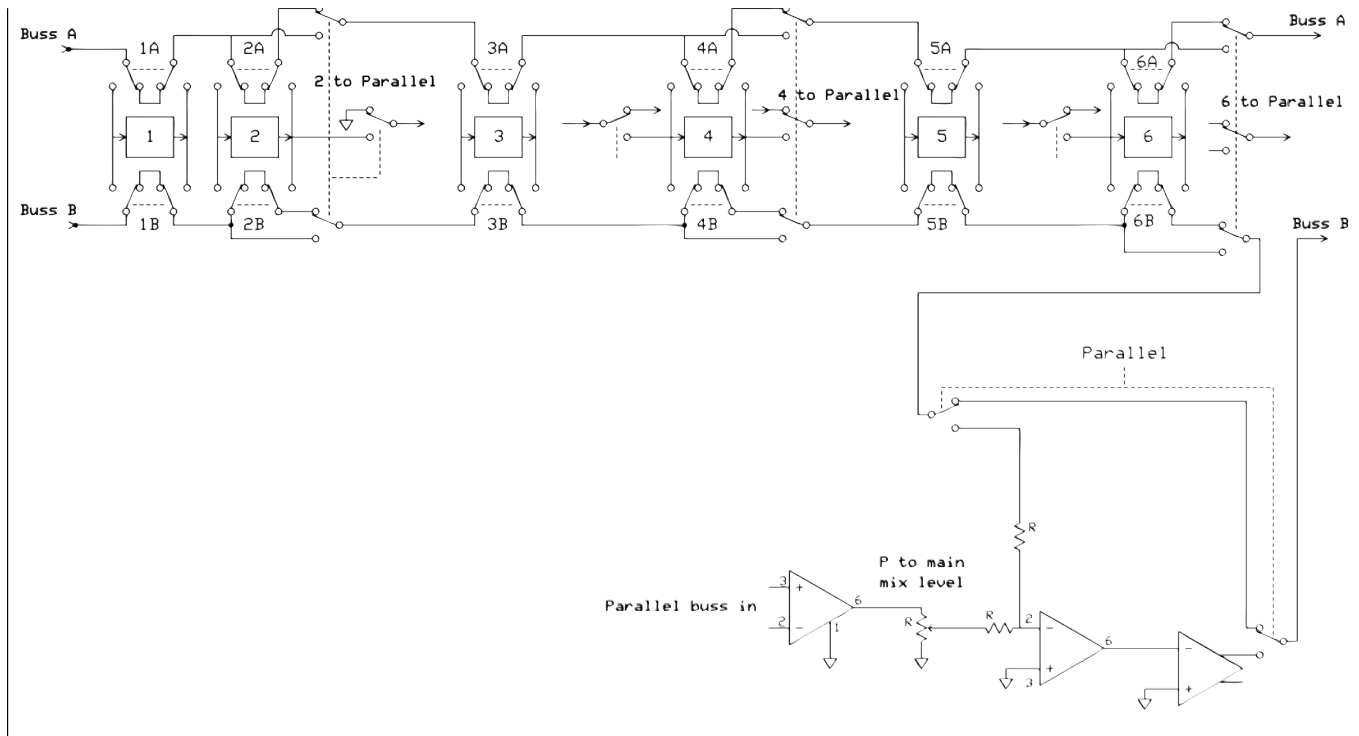 Buss A
1A
2A
3A
4A
5A
6A
Buss A
2 to Parallel
4 to Parallel
6 to Parallel
1
2
3
4
5
6
Buss B
1B
2B
3B
4B
5B
6B
Buss B
Parallel
R
P to main
mix level
Parallel buss in
3
+
2
-
6
1
R
R
2
-
+
3
6
-
+